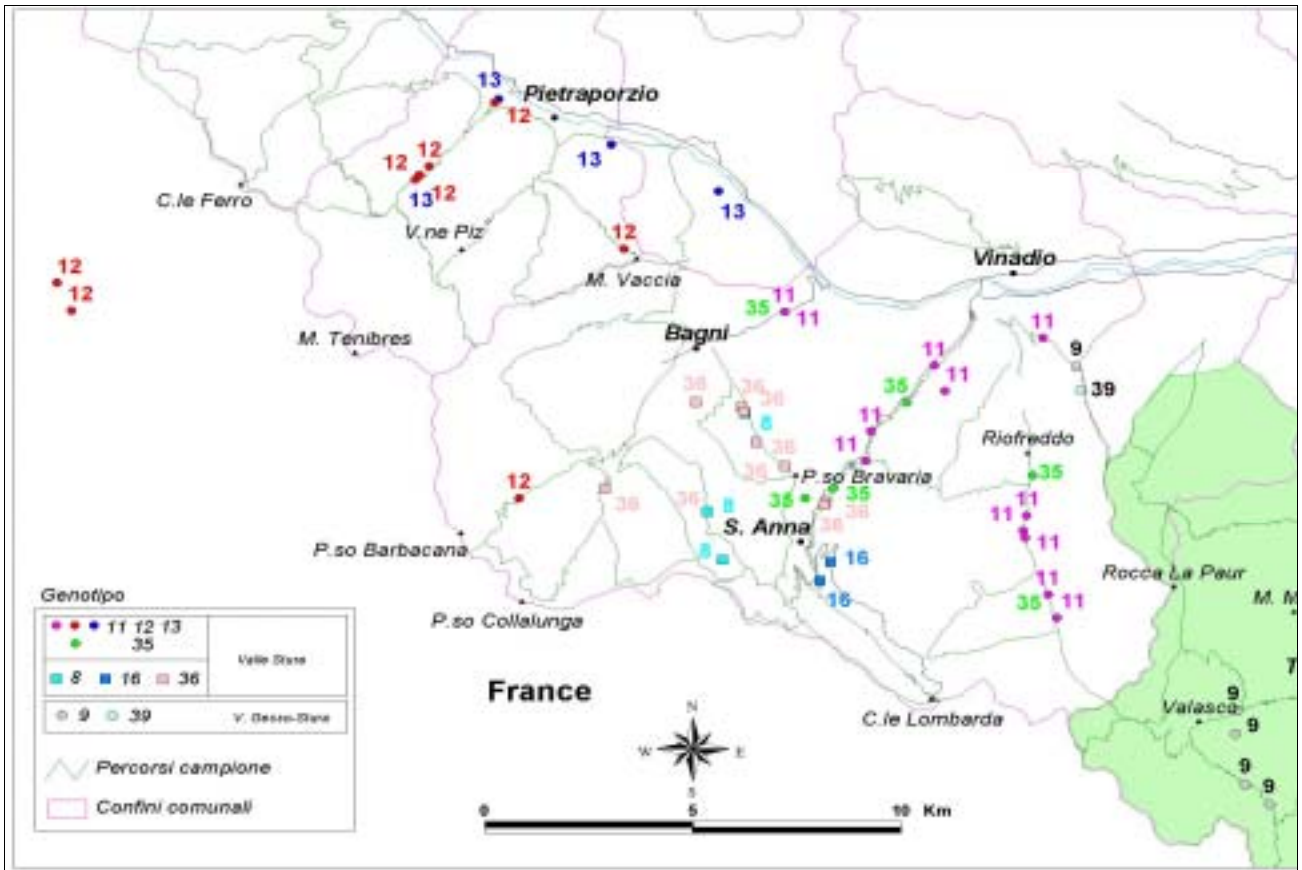 13
Pietraporzio
12
12
12
13
12
13
C.le Ferro
13
V.ne Piz
12
Vinadio
12
M. Vaccia
12
11
35
11
M. Tenibres
Bagni
11
9
11
39
36
36
36
35
11
8
11
Riofreddo
36
11
36
P.so Bravaria
35
12
35
35
36
36
8
36
36
11
11
S. Anna
11
P.so Barbacana
8
16
11
Rocca La Paur
16
35
11
M. M
Genotipo
P.so Collalunga
11 12 13
35
Valle Stura
8 16 36
France
T
9 39
V. Gesso-Stura
C.le Lombarda
Valasco
9
9
N
W E
S
Percorsi campione
9
9
Confini comunali
0 5 10 Km